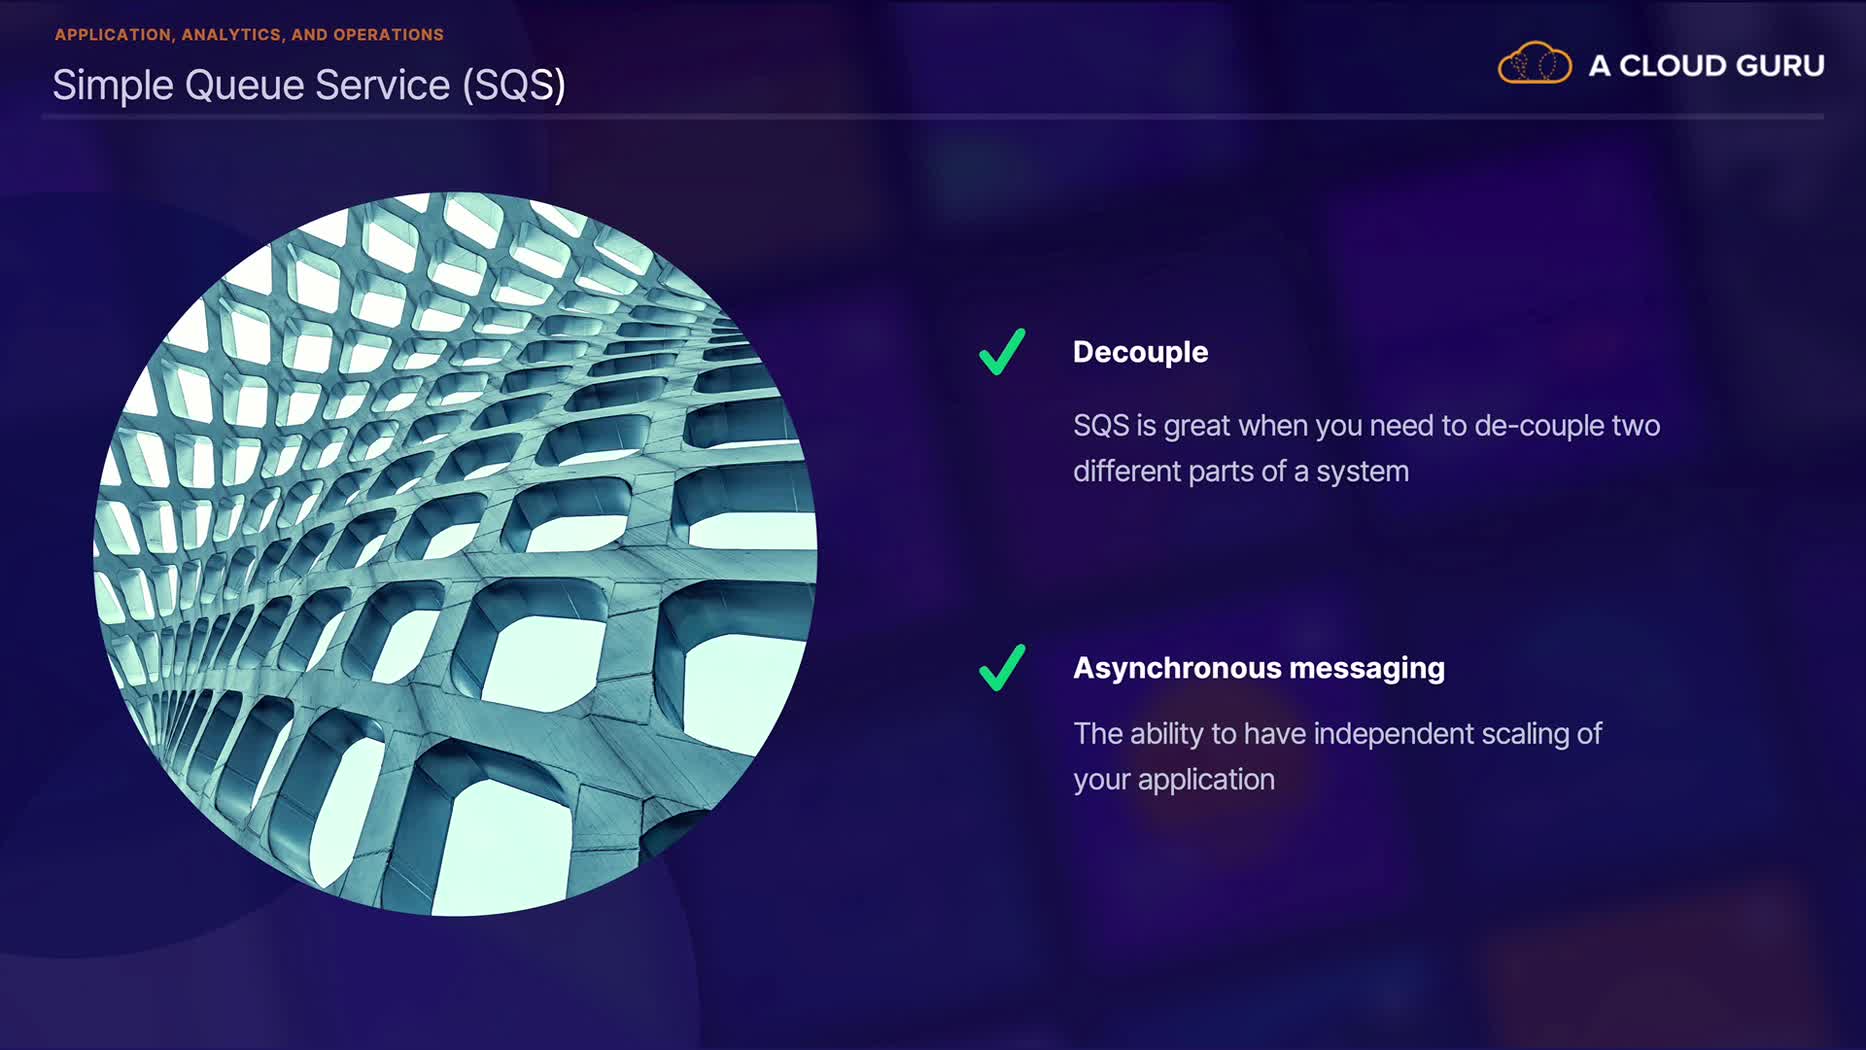 APPLICATION, ANALYTICS, AND OPERATIONS
Simple Queue Service (SQS)
A CLOUD GURU
Decouple
SQS is great when you need to de-couple two
different parts of a system
Asynchronous messaging
The ability to have independent scaling of
your application